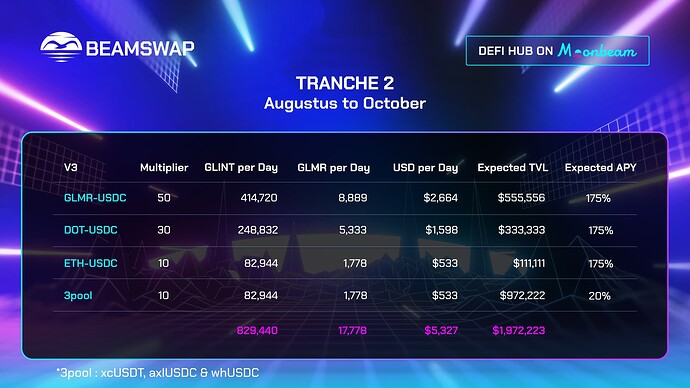 BEAMSWAP
DEFI HUB ON Moonbeam
TRANCHE 2
Augustus to October
V3 Multiplier GLINT per Day GLMR per Day USD per Day Expected TVL Expected APY
GLMR-USDC 50 414,720 8,889 $2,664 $555,556 175%
DOT-USDC 30 248,832 5,333 $1,598 $333,333 175%
ETH-USDC 10 82,944 1,778 $533 $111,111 175%
3pool 10 82,944 1,778 $533 $972,222 20%
829,440 17,778 $5,327 $1,972,223
*3pool : xcUSDT, axlUSDC & whUSDC